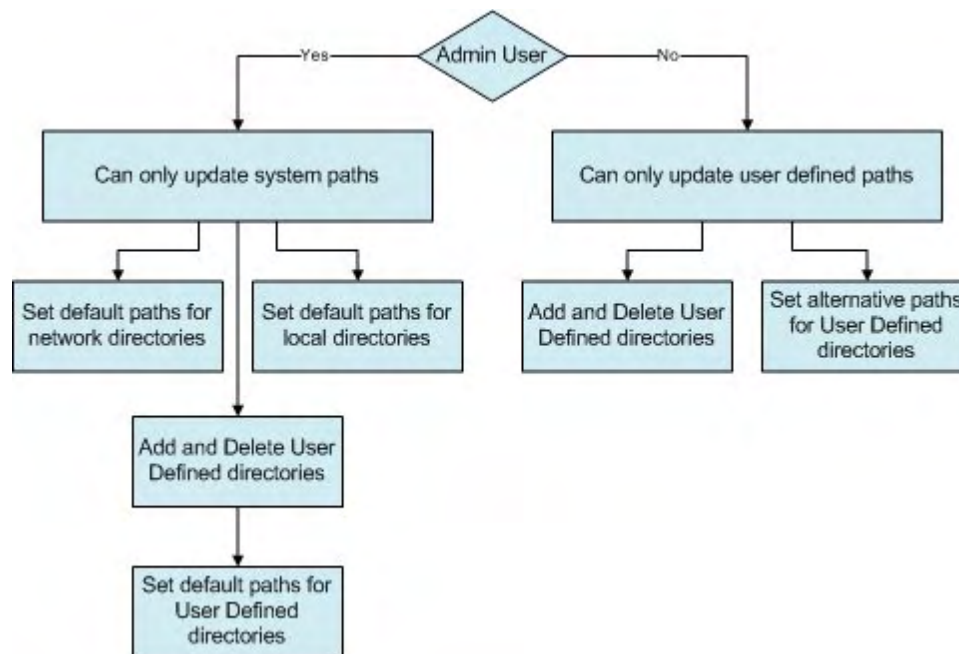 Admin User
Yes
No
Can only update system paths
Can only update user defined paths
Set default paths for
network directories
Set default paths for
local directories
Add and Delete User
Defined directories
Set alternative paths
for User Defined
directories
Add and Delete User
Defined directories
Set default paths for
User Defined
directories